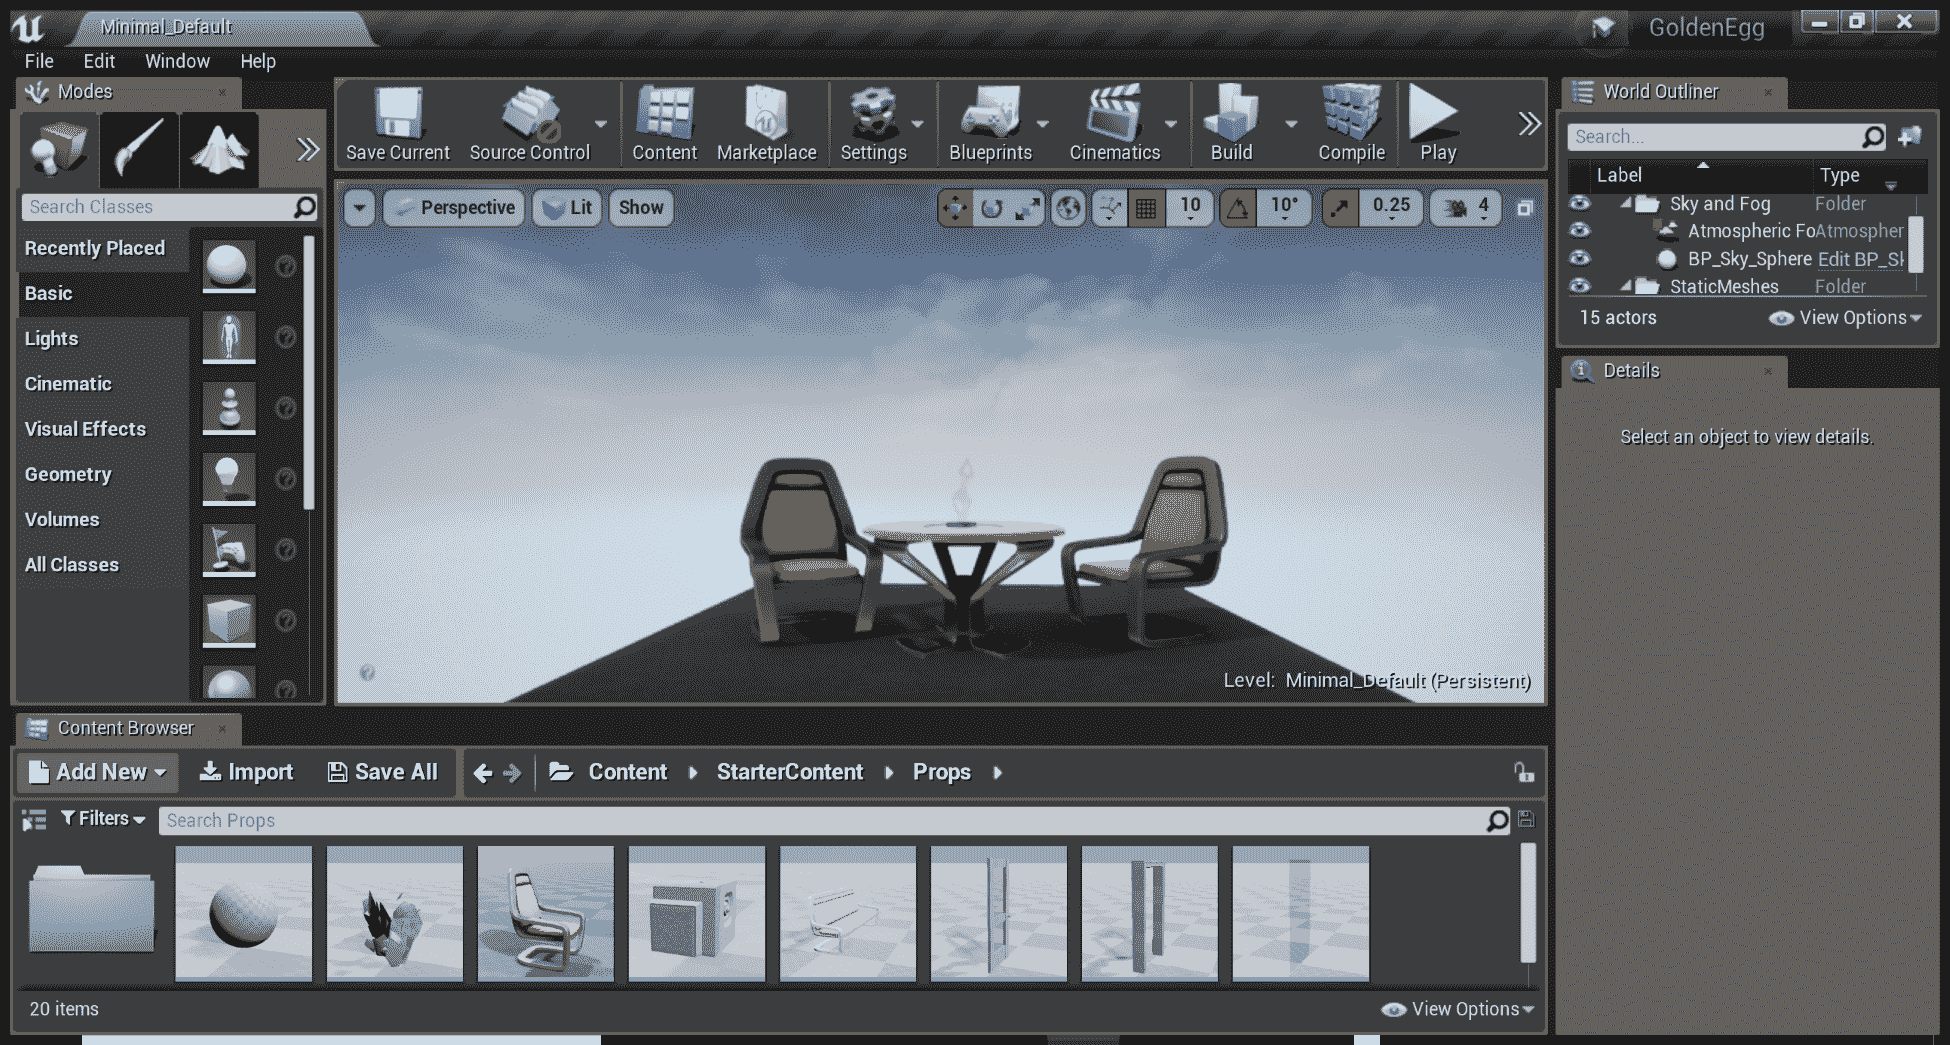 Minimal_Default
GoldenEgg
File Edit Window Help
Modes
Search Classes
Recently Placed
Basic
Lights
Cinematic
Visual Effects
Geometry
Volumes
All Classes
Save Current Source Control Content Marketplace Settings Blueprints Cinematics Build Compile Play
Perspective Lit Show 10 10° 0.25 4
Level: Minimal_Default (Persistent)
World Outliner
Search...
Label Type
Sky and Fog Folder
Atmospheric Fo Atmospher
BP_Sky_Sphere Edit BP_Sk
StaticMeshes Folder
15 actors View Options
Details
Select an object to view details.
Content Browser
Add New Import Save All Content StarterContent Props
Filters Search Props
20 items View Options